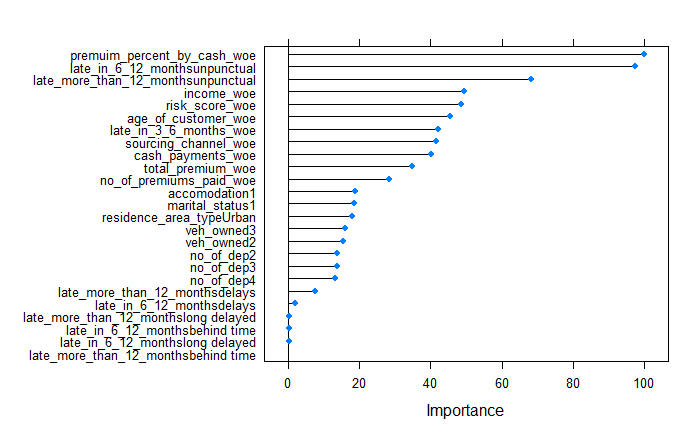 premuim_percent_by_cash_woe
late_in_6_12_monthsunpunctual
late_more_than_12_monthsunpunctual
income_woe
risk_score_woe
age_of_customer_woe
late_in_3_6_months_woe
sourcing_channel_woe
cash_payments_woe
total_premium_woe
no_of_premiums_paid_woe
accomodation1
marital_status1
residence_area_typeUrban
veh_owned3
veh_owned2
no_of_dep2
no_of_dep3
no_of_dep4
late_more_than_12_monthsdelays
late_in_6_12_monthsdelays
late_more_than_12_monthslong delayed
late_in_6_12_monthsbehind time
late_in_6_12_monthslong delayed
late_more_than_12_monthsbehind time
0 20 40 60 80 100
Importance